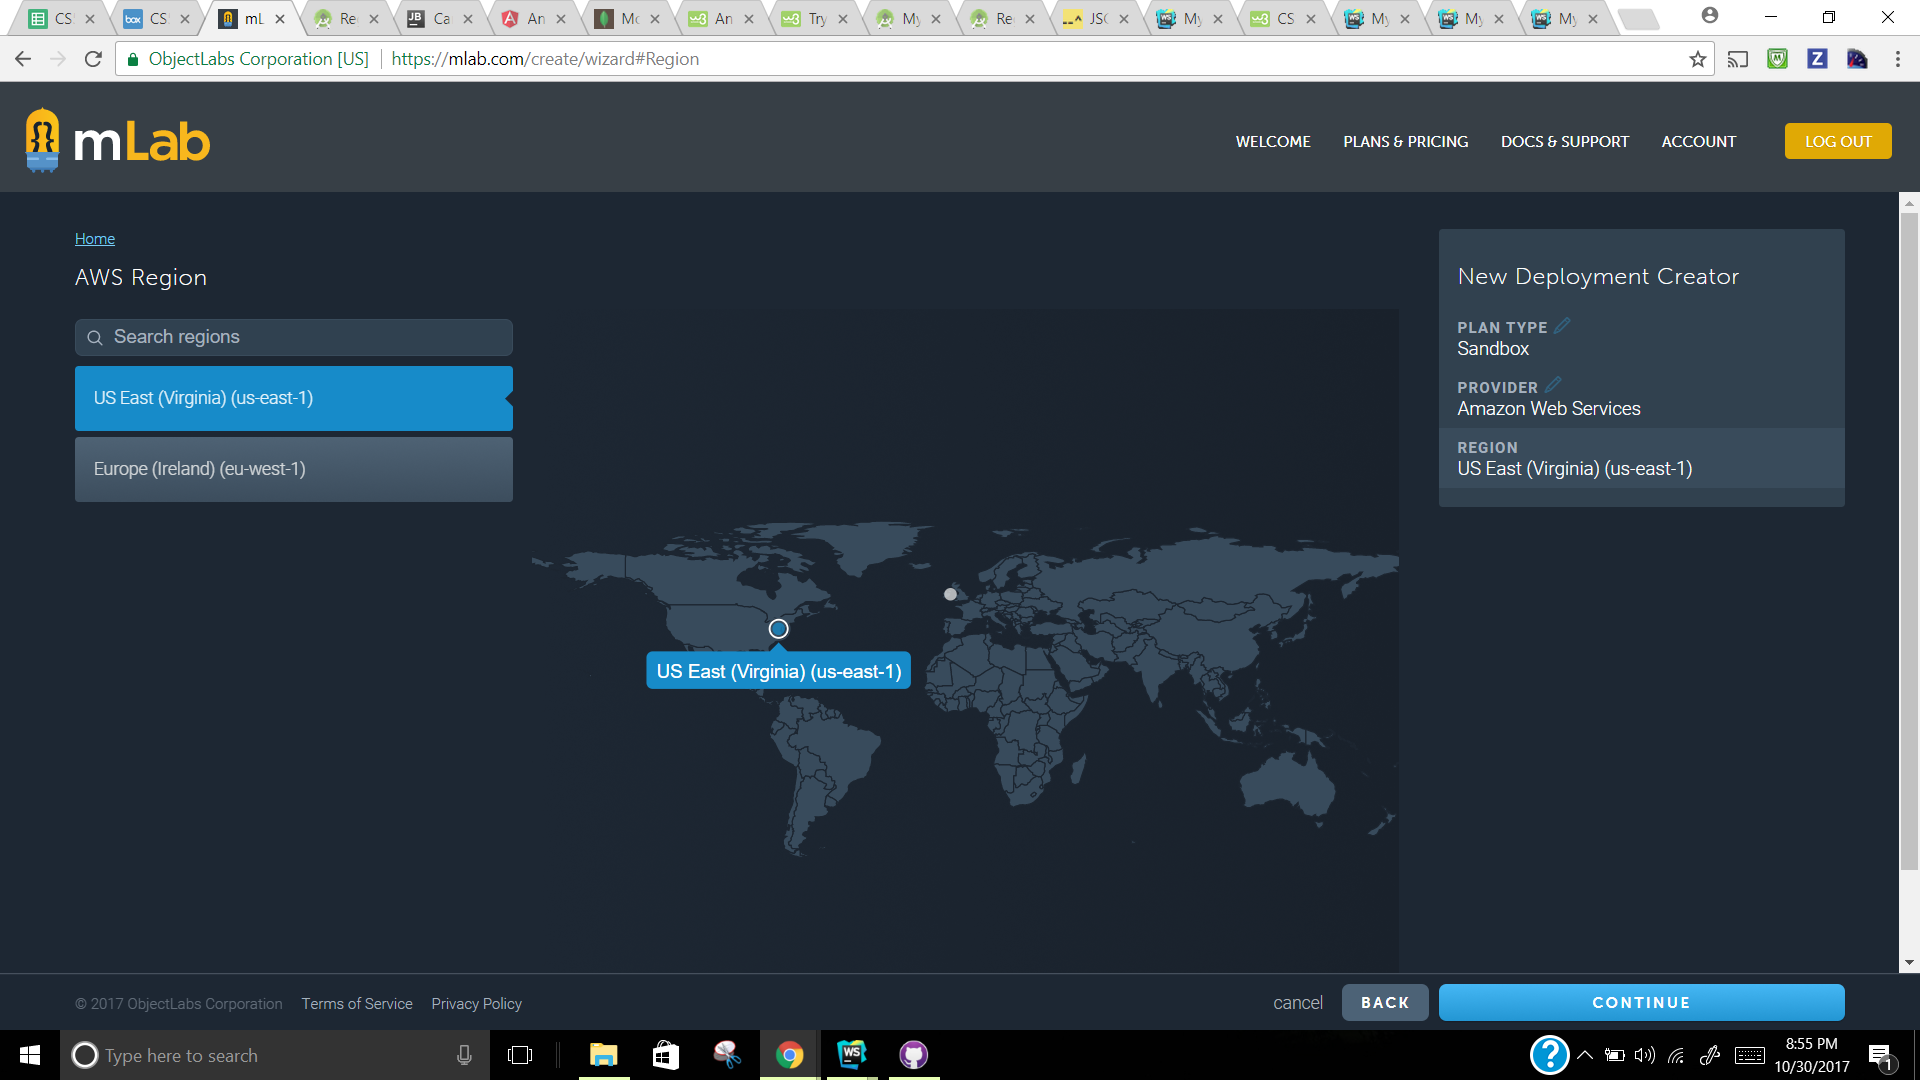 CS
CS
mL
Re
Ca
An
Mo
An
Try
My
Re
JSO
My
CS
My
My
My
ObjectLabs Corporation [US]
https://mlab.com/create/wizard#Region
mLab
WELCOME
PLANS & PRICING
DOCS & SUPPORT
ACCOUNT
LOG OUT
Home
AWS Region
Search regions
US East (Virginia) (us-east-1)
Europe (Ireland) (eu-west-1)
US East (Virginia) (us-east-1)
New Deployment Creator
PLAN TYPE
Sandbox
PROVIDER
Amazon Web Services
REGION
US East (Virginia) (us-east-1)
© 2017 ObjectLabs Corporation
Terms of Service
Privacy Policy
cancel
BACK
CONTINUE
Type here to search
8:55 PM
10/30/2017
1